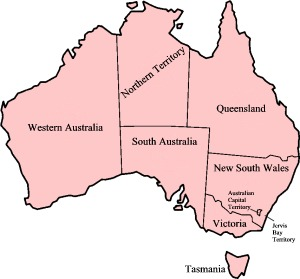 Northern Territory
Queensland
Western Australia
South Australia
New South Wales
Australian
Capital
Territory
Jervis
Bay
Territory
Victoria
Tasmania